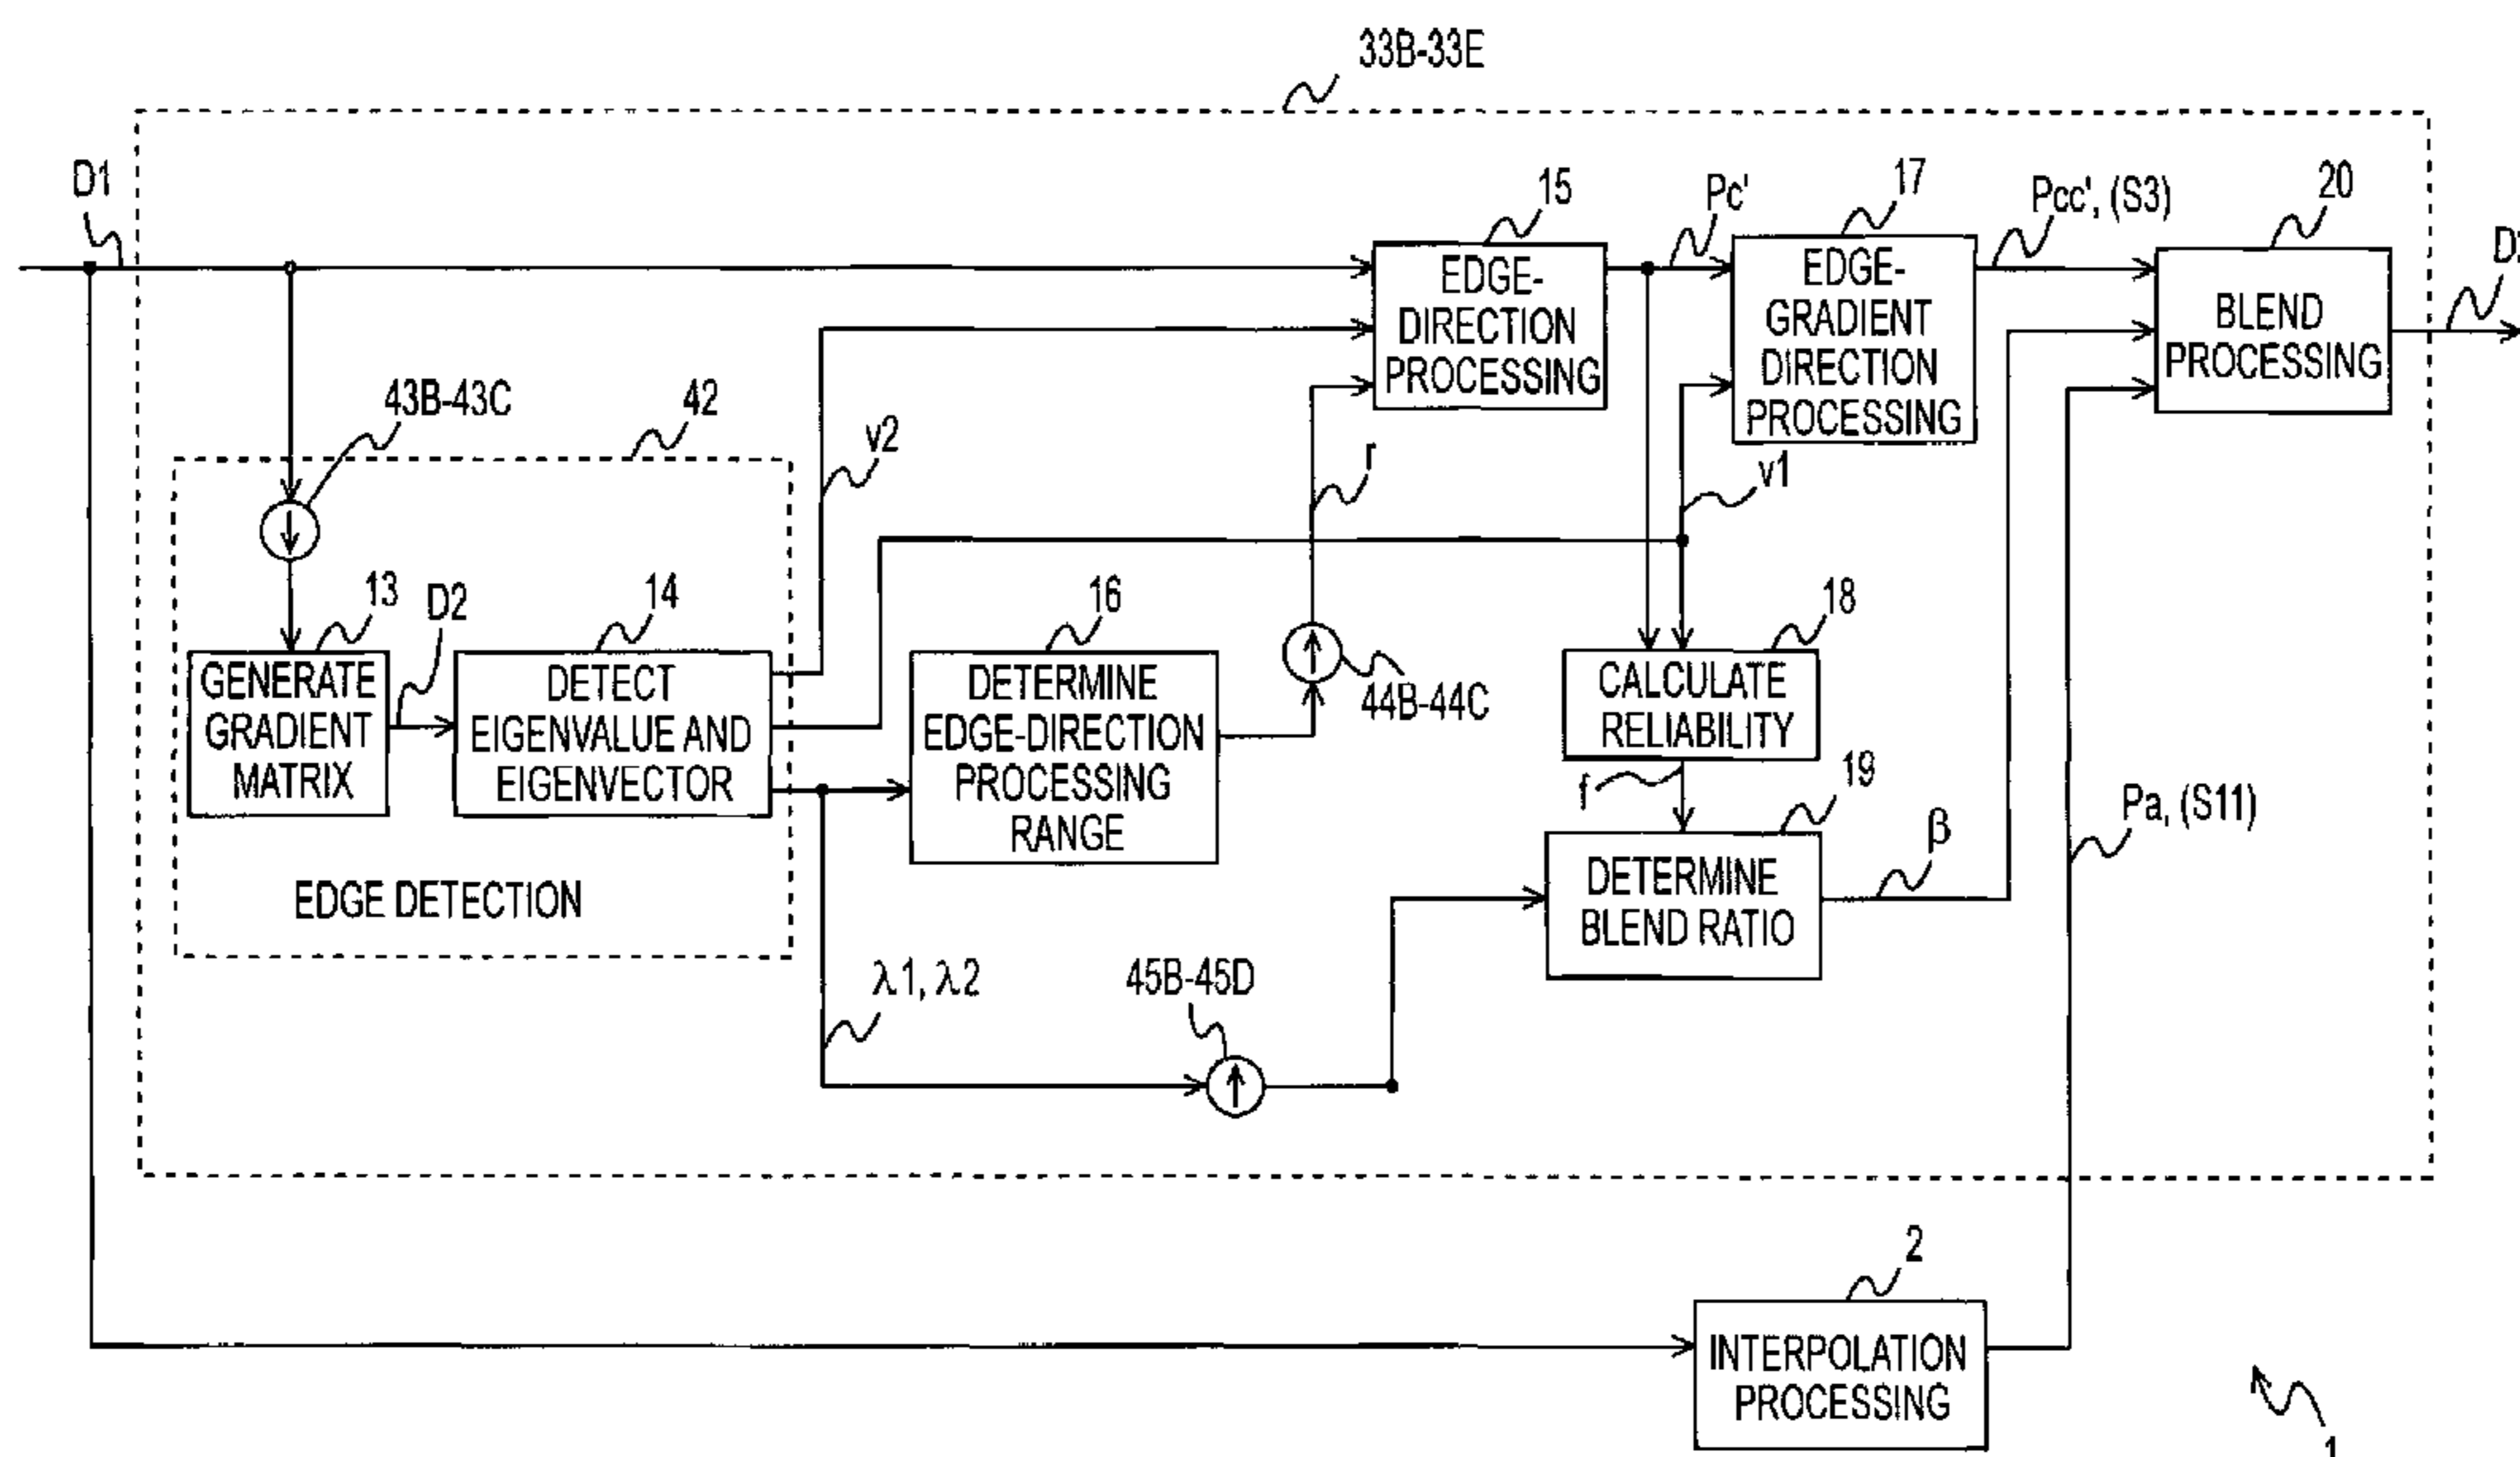 33B-33E
D1
15
Pc'
17
Pcc', (S3)
20
EDGE-
DIRECTION
PROCESSING
EDGE-
GRADIENT
DIRECTION
PROCESSING
BLEND
PROCESSING
43B-43C
42
v2
r
v1
13
D2
14
16
44B-44C
18
GENERATE
GRADIENT
MATRIX
DETECT
EIGENVALUE AND
EIGENVECTOR
DETERMINE
EDGE-DIRECTION
PROCESSING
RANGE
CALCULATE
RELIABILITY
f
19
EDGE DETECTION
DETERMINE
BLEND RATIO
β
Pa, (S11)
λ1, λ2
45B-45D
2
INTERPOLATION
PROCESSING
1